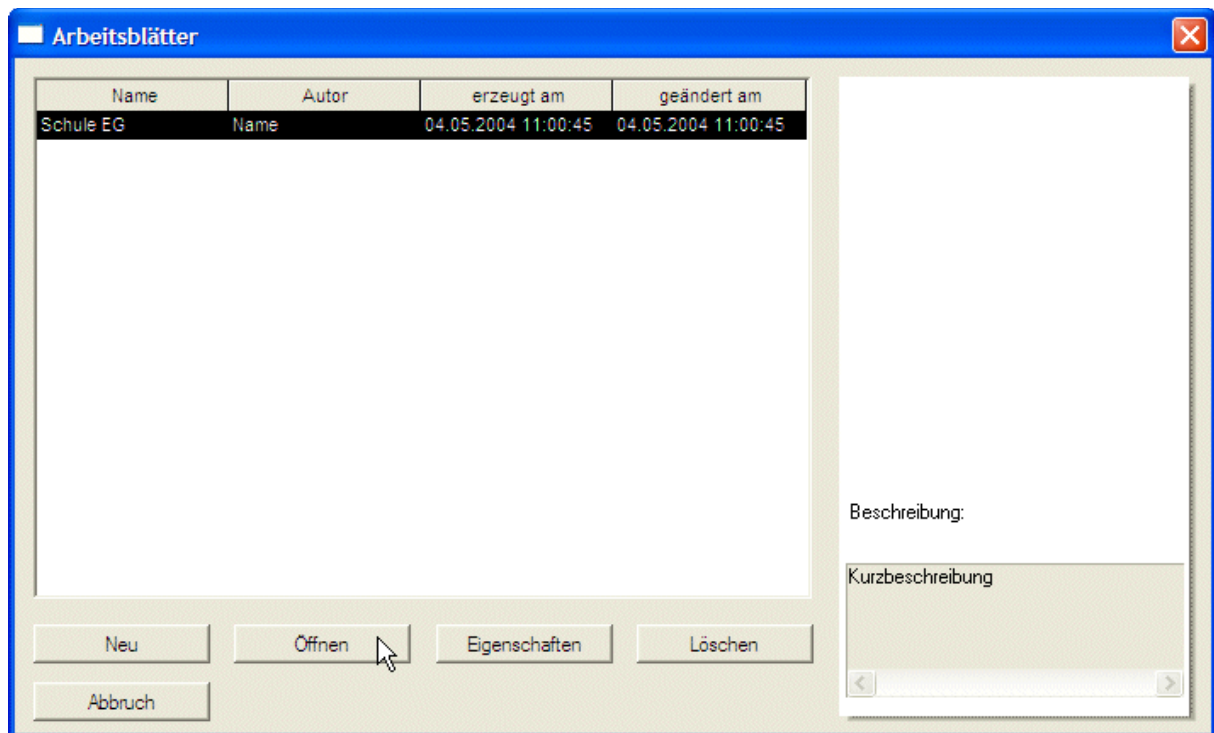 Arbeitsblätter
Name Autor erzeugt am geändert am
Schule EG Name 04.05.2004 11:00:45 04.05.2004 11:00:45
Beschreibung:
Kurzbeschreibung
Neu Öffnen Eigenschaften Löschen
Abbruch